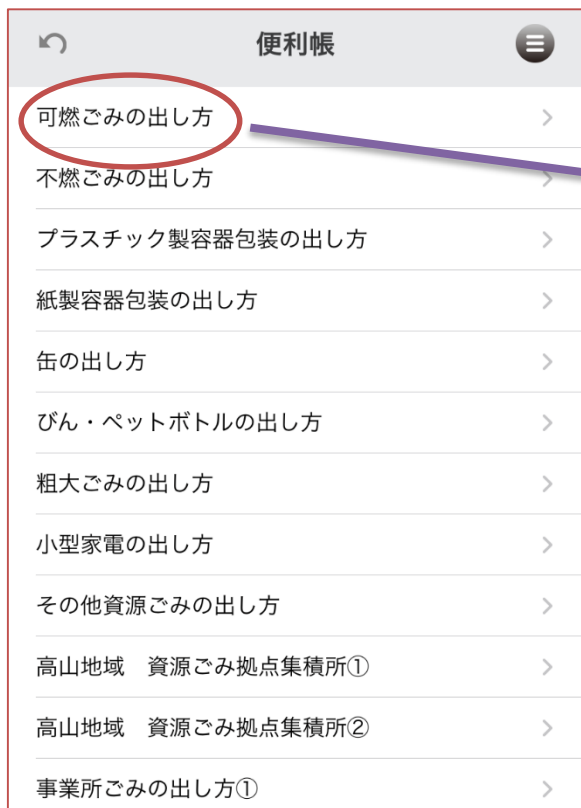 便利帳
可燃ごみの出し方
不燃ごみの出し方
プラスチック製容器包装の出し方
紙製容器包装の出し方
缶の出し方
びん・ペットボトルの出し方
粗大ごみの出し方
小型家電の出し方
その他資源ごみの出し方
高山地域　資源ごみ拠点集積所①
高山地域　資源ごみ拠点集積所②
事業所ごみの出し方①